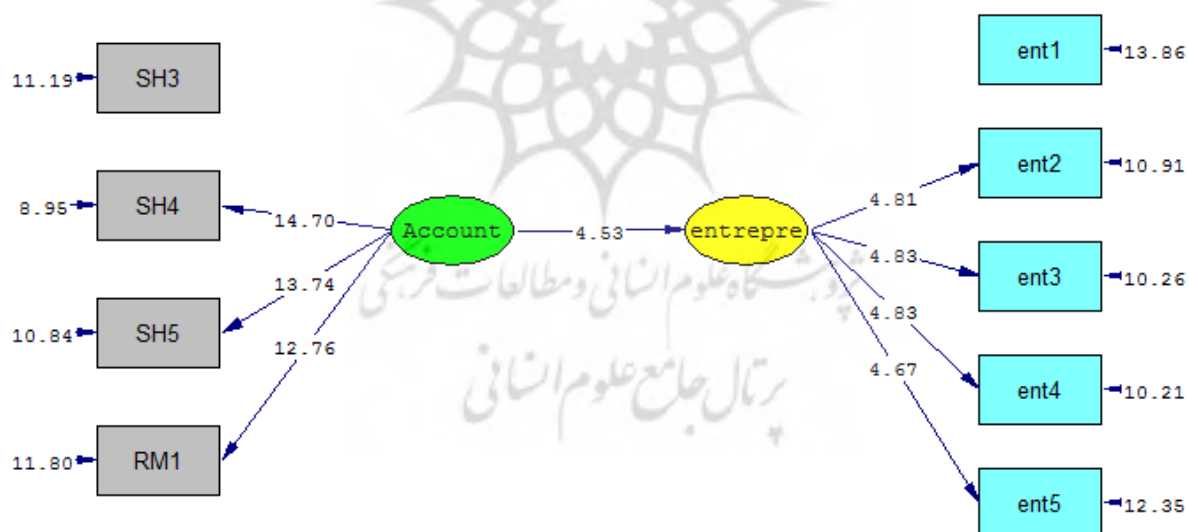 11.19 SH3
8.95 SH4
10.84 SH5
11.80 RM1
14.70
13.74
12.76
Account
4.53
entrepre
4.81
4.83
4.83
4.67
ent1 13.86
ent2 10.91
ent3 10.26
ent4 10.21
ent5 12.35
پژوهشگاه علوم انسانی و مطالعات فرهنگی
پرتال جامع علوم انسانی